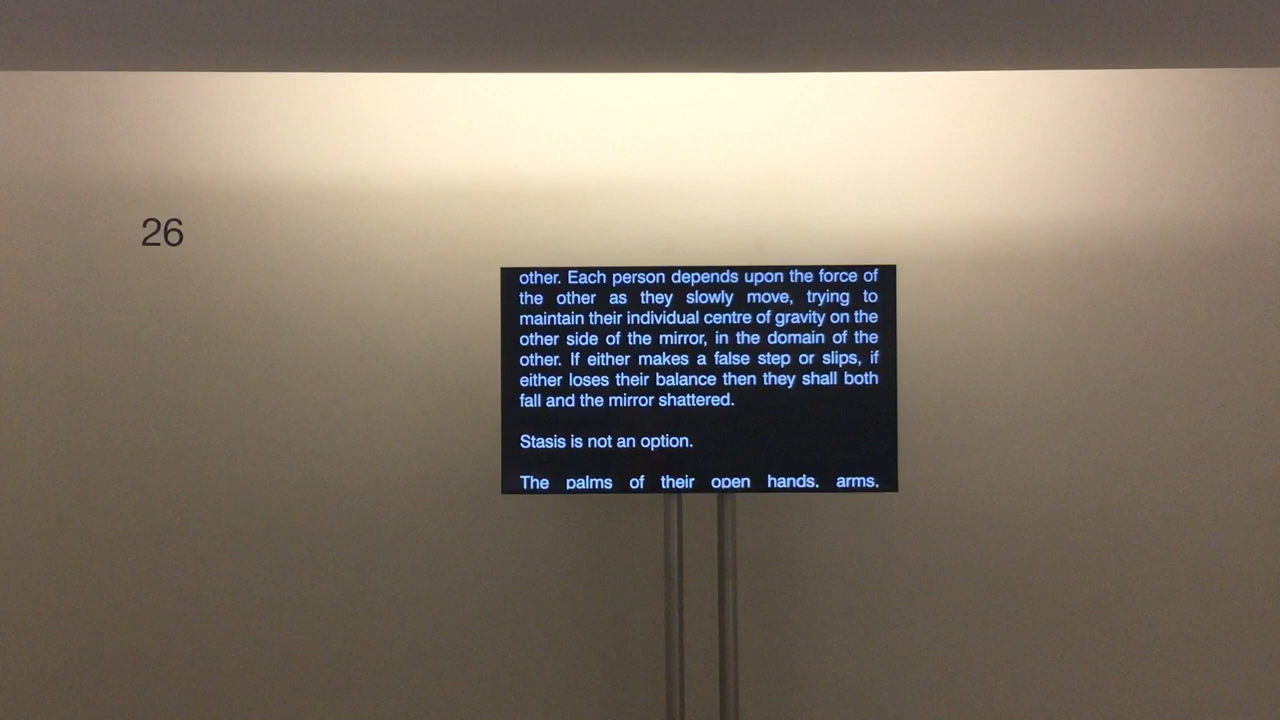 26
other. Each person depends upon the force of
the other as they slowly move, trying to
maintain their individual centre of gravity on the
other side of the mirror, in the domain of the
other. If either makes a false step or slips, if
either loses their balance then they shall both
fall and the mirror shattered.
Stasis is not an option.
The palms of their open hands, arms,